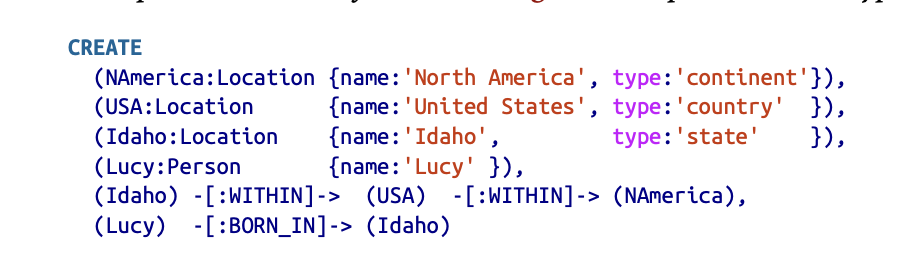 CREATE
(NAmerica:Location {name:'North America', type:'continent'}),
(USA:Location {name:'United States', type:'country' }),
(Idaho:Location {name:'Idaho', type:'state' }),
(Lucy:Person {name:'Lucy' }),
(Idaho) -[:WITHIN]-> (USA) -[:WITHIN]-> (NAmerica),
(Lucy) -[:BORN_IN]-> (Idaho)